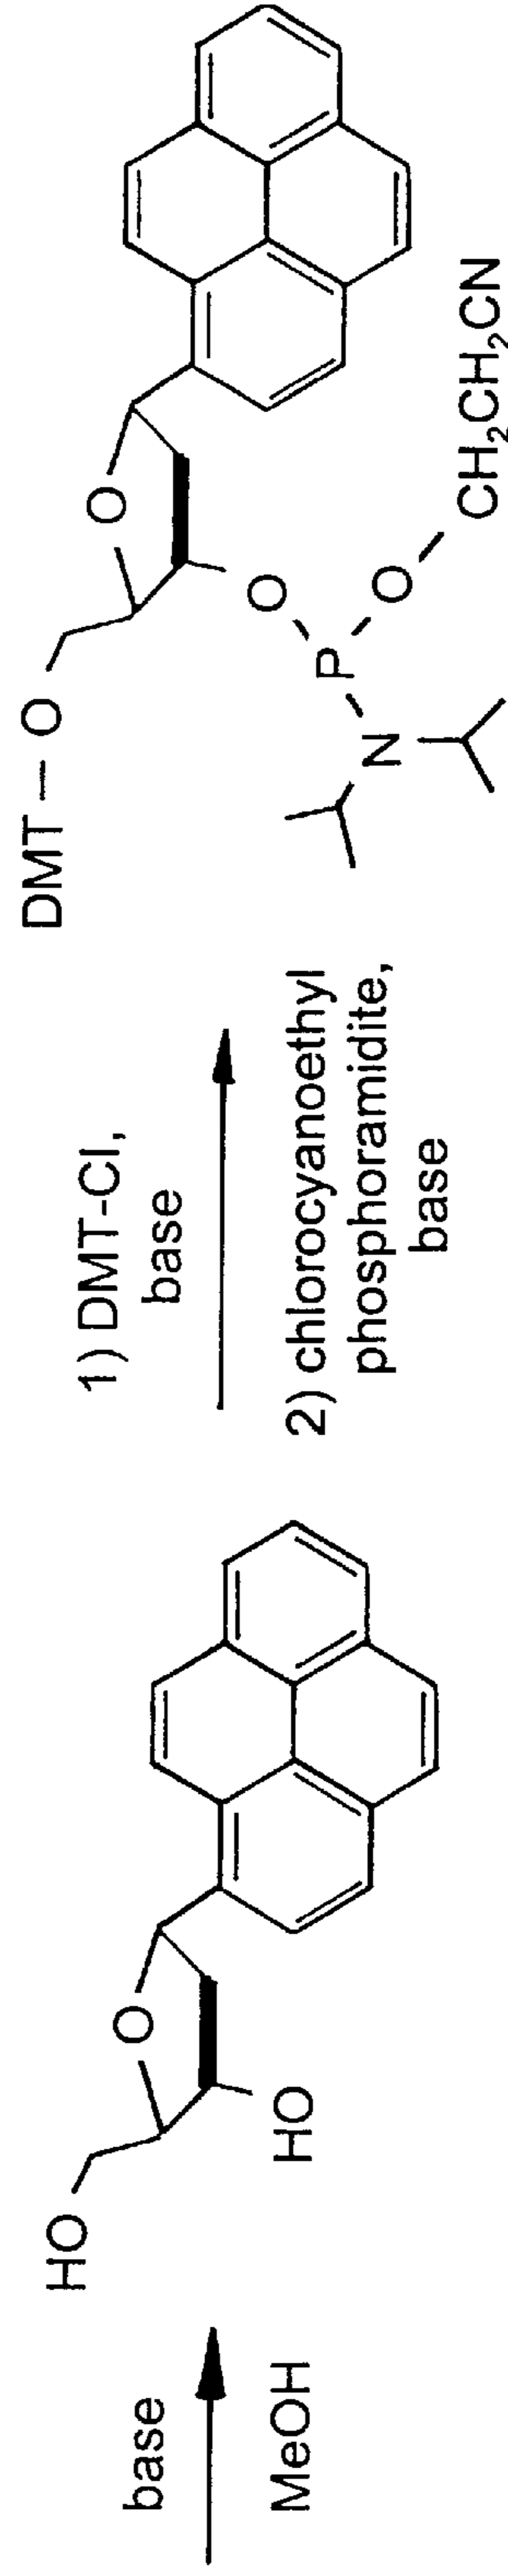 base
MeOH
HO
O
HO
1) DMT-Cl,
base
2) chlorocyanoethyl
phosphoramidite,
base
DMT — O
O
O
P
N
O
CH₂CH₂CN